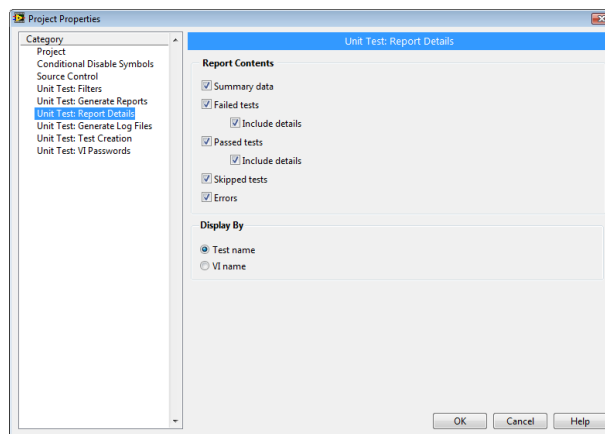 Project Properties
Category
Project
Conditional Disable Symbols
Source Control
Unit Test: Filters
Unit Test: Generate Reports
Unit Test: Report Details
Unit Test: Generate Log Files
Unit Test: Test Creation
Unit Test: VI Passwords
Unit Test: Report Details
Report Contents
Summary data
Failed tests
Include details
Passed tests
Include details
Skipped tests
Errors
Display By
Test name
VI name
OK
Cancel
Help